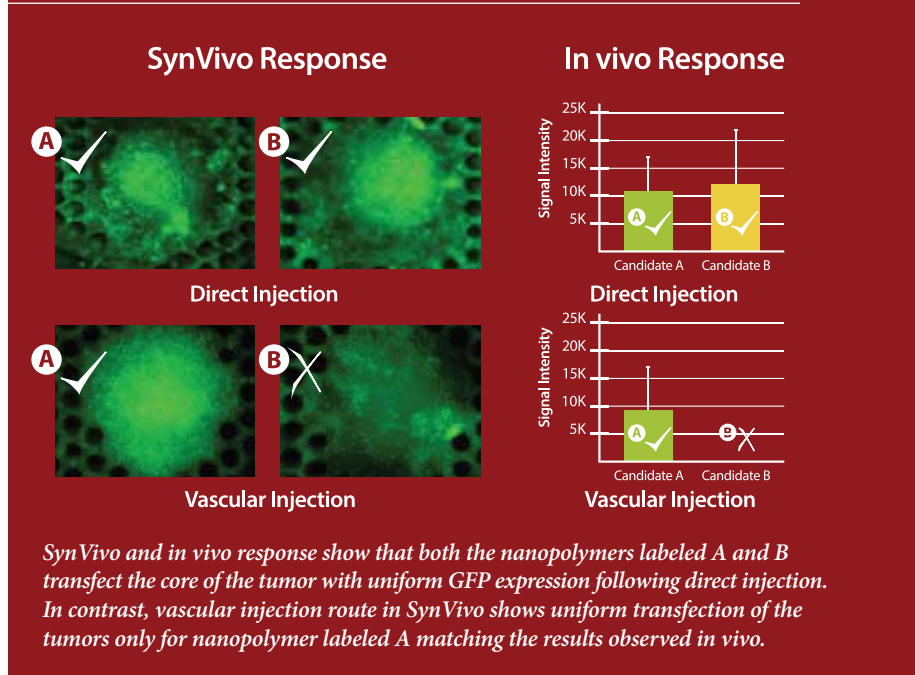 SynVivo Response
In vivo Response
A
B
Direct Injection
Signal Intensity
25K
20K
15K
10K
5K
A
B
Candidate A
Candidate B
Direct Injection
A
B
Vascular Injection
Signal Intensity
25K
20K
15K
10K
5K
A
B
Candidate A
Candidate B
Vascular Injection
SynVivo and in vivo response show that both the nanopolymers labeled A and B
transfect the core of the tumor with uniform GFP expression following direct injection.
In contrast, vascular injection route in SynVivo shows uniform transfection of the
tumors only for nanopolymer labeled A matching the results observed in vivo.